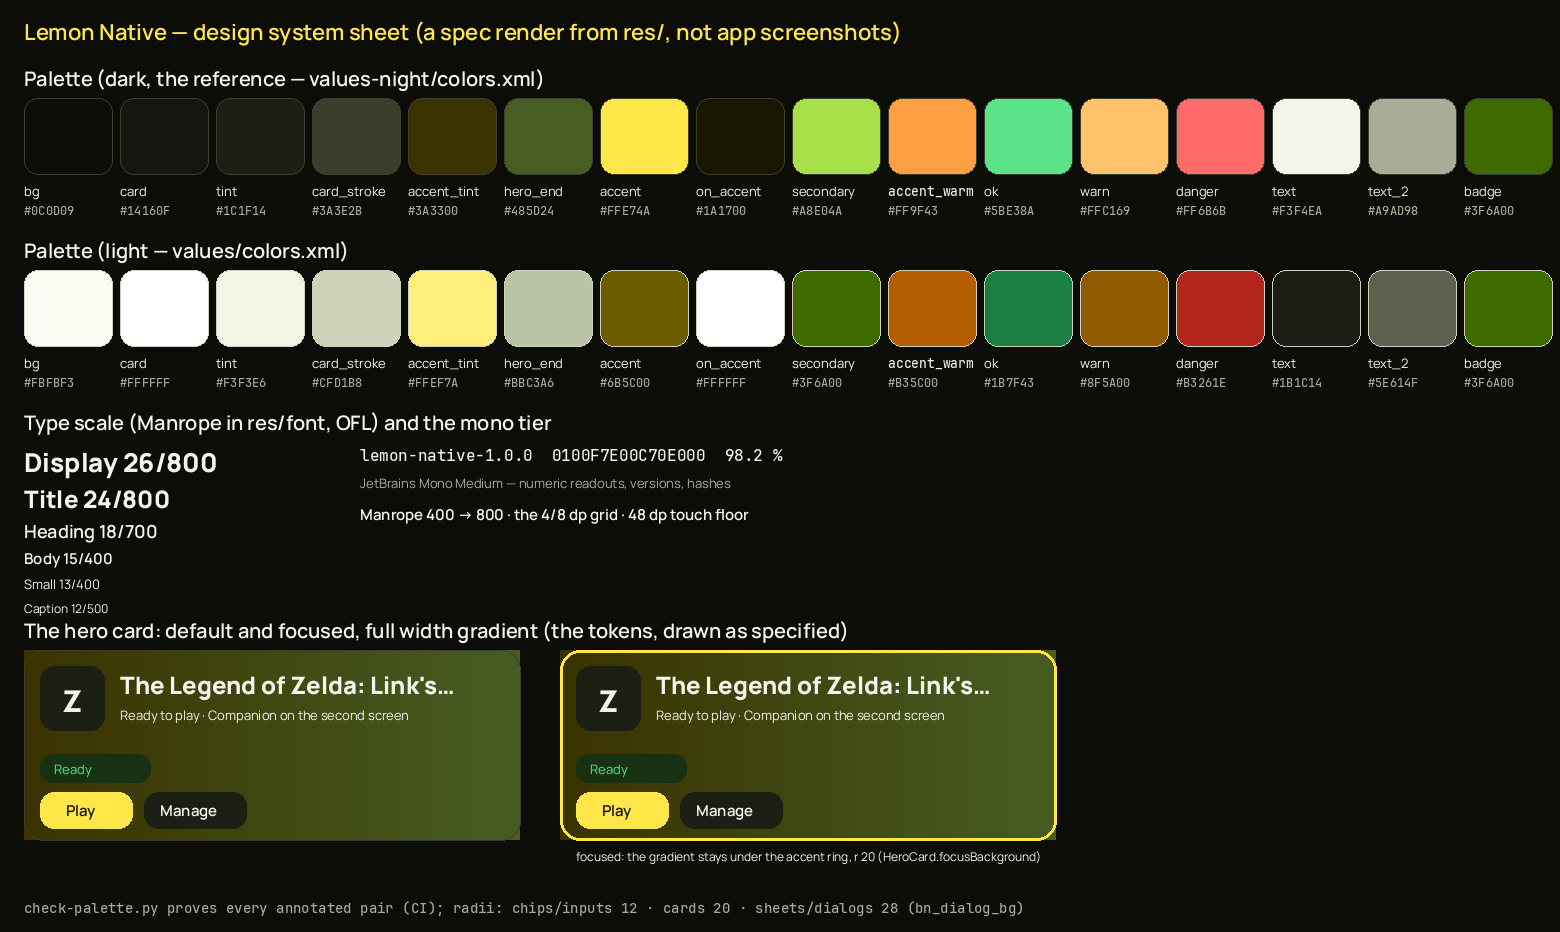 Lemon Native — design system sheet (a spec render from res/, not app screenshots)
Palette (dark, the reference — values-night/colors.xml)
bg card tint card_stroke accent_tint hero_end accent on_accent secondary accent_warm ok warn danger text text_2 badge
#0C0D09 #14160F #1C1F14 #3A3E2B #3A3300 #485D24 #FFE74A #1A1700 #A8E04A #FF9F43 #5BE38A #FFC169 #FF6B6B #F3F4EA #A9AD98 #3F6A00
Palette (light — values/colors.xml)
bg card tint card_stroke accent_tint hero_end accent on_accent secondary accent_warm ok warn danger text text_2 badge
#FBFBF3 #FFFFFF #F3F3E6 #CFD1B8 #FFEF7A #BBC3A6 #6B5C00 #FFFFFF #3F6A00 #B35C00 #1B7F43 #8F5A00 #B3261E #1B1C14 #5E614F #3F6A00
Type scale (Manrope in res/font, OFL) and the mono tier
Display 26/800
Title 24/800
Heading 18/700
Body 15/400
Small 13/400
Caption 12/500
lemon-native-1.0.0 0100F7E00C70E000 98.2 %
JetBrains Mono Medium — numeric readouts, versions, hashes
Manrope 400 → 800 · the 4/8 dp grid · 48 dp touch floor
The hero card: default and focused, full width gradient (the tokens, drawn as specified)
Z
The Legend of Zelda: Link's…
Ready to play · Companion on the second screen
Ready
Play Manage
Z
The Legend of Zelda: Link's…
Ready to play · Companion on the second screen
Ready
Play Manage
focused: the gradient stays under the accent ring, r 20 (HeroCard.focusBackground)
check-palette.py proves every annotated pair (CI); radii: chips/inputs 12 · cards 20 · sheets/dialogs 28 (bn_dialog_bg)